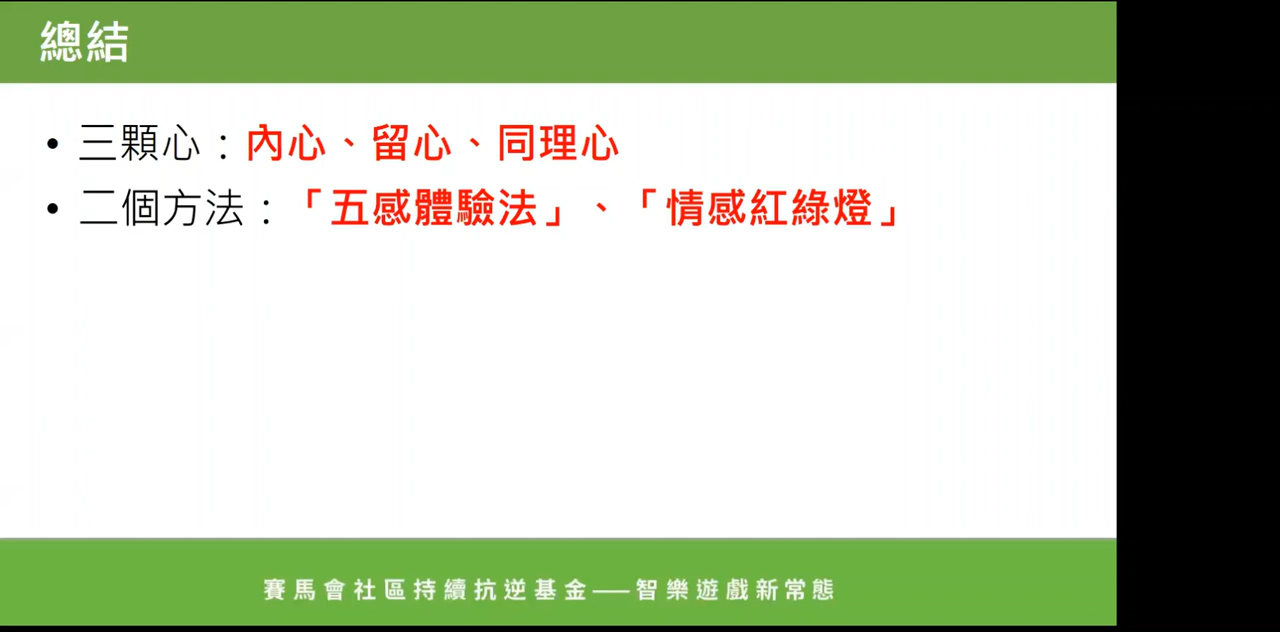 總結
• 三顆心：內心、留心、同理心
• 二個方法：「五感體驗法」、「情感紅綠燈」
賽馬會社區持續抗逆基金——智樂遊戲新常態